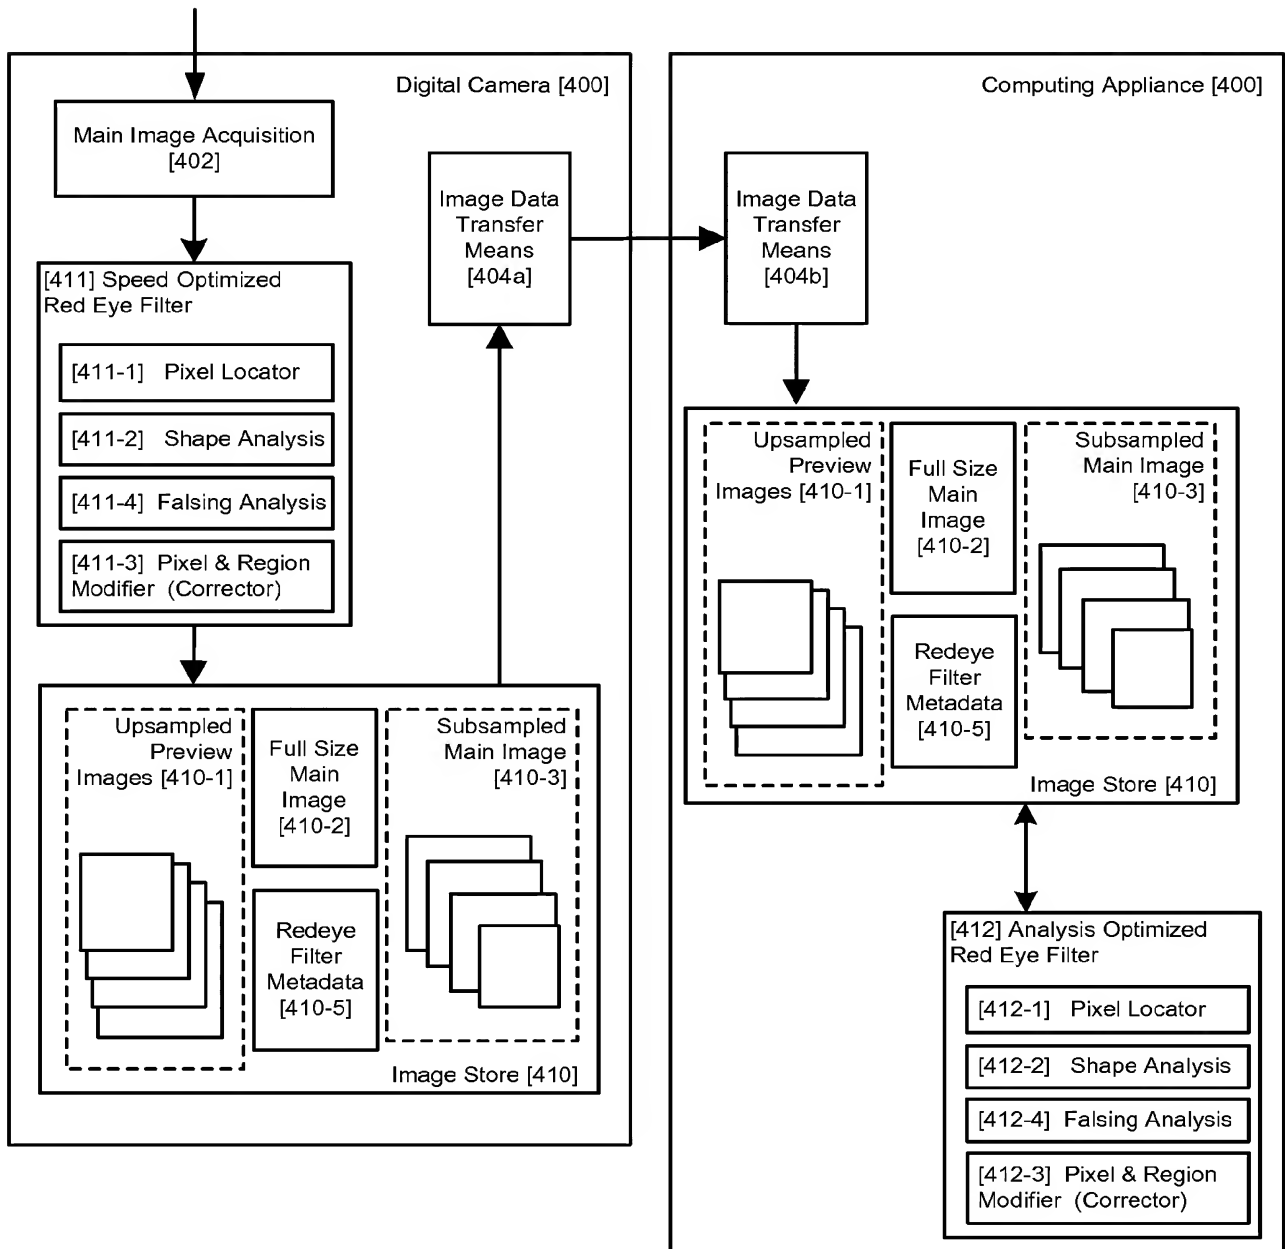 Digital Camera [400]
Main Image Acquisition
[402]
Image Data
Transfer
Means
[404a]
[411] Speed Optimized
Red Eye Filter
[411-1] Pixel Locator
[411-2] Shape Analysis
[411-4] Falsing Analysis
[411-3] Pixel & Region
Modifier (Corrector)
Upsampled
Preview
Images [410-1]
Full Size
Main
Image
[410-2]
Subsampled
Main Image
[410-3]
Redeye
Filter
Metadata
[410-5]
Image Store [410]
Computing Appliance [400]
Image Data
Transfer
Means
[404b]
Upsampled
Preview
Images [410-1]
Full Size
Main
Image
[410-2]
Subsampled
Main Image
[410-3]
Redeye
Filter
Metadata
[410-5]
Image Store [410]
[412] Analysis Optimized
Red Eye Filter
[412-1] Pixel Locator
[412-2] Shape Analysis
[412-4] Falsing Analysis
[412-3] Pixel & Region
Modifier (Corrector)